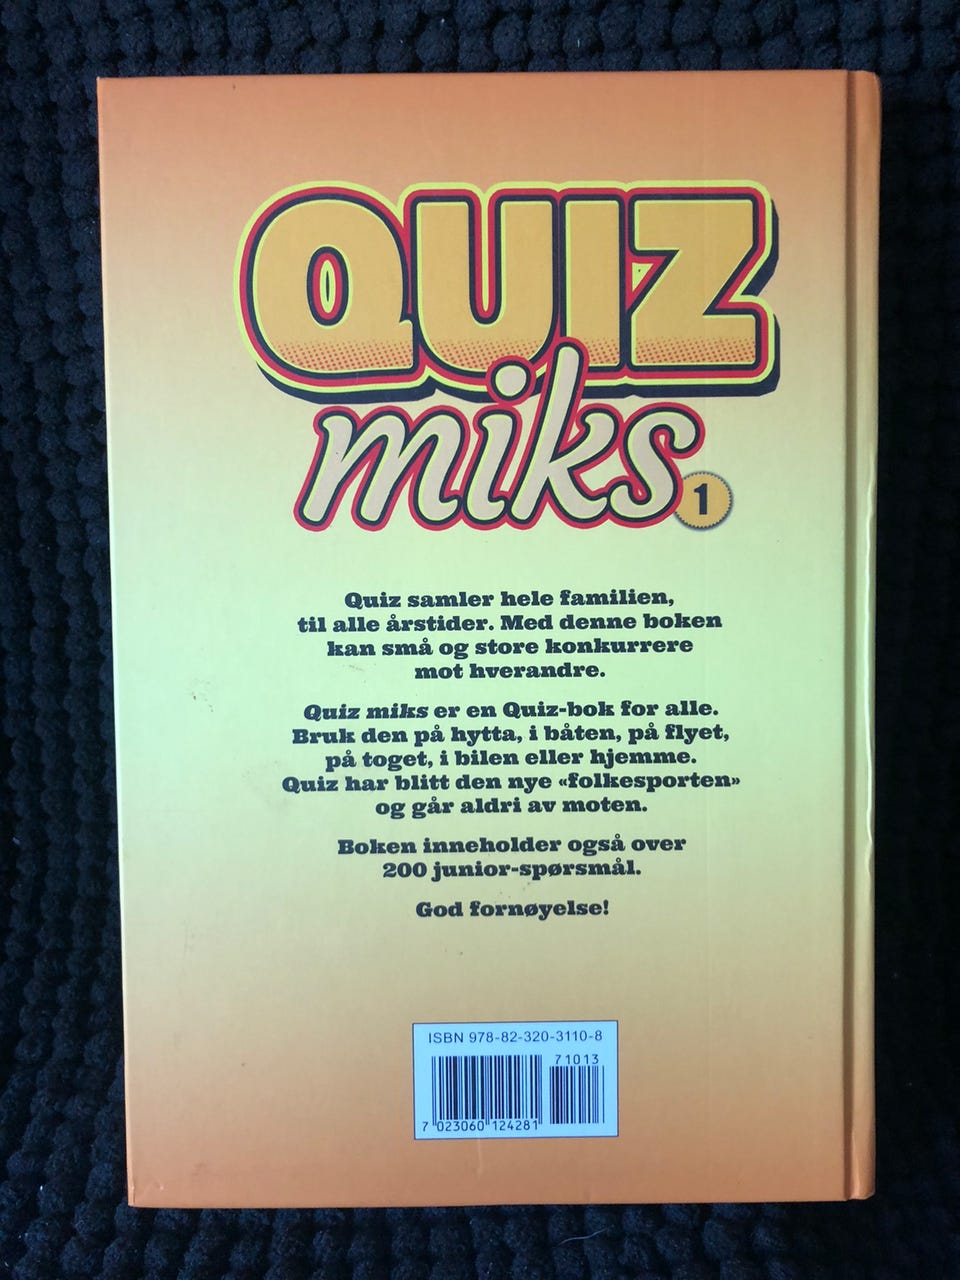 QUIZ
miks
1
Quiz samler hele familien,
til alle årstider. Med denne boken
kan små og store konkurrere
mot hverandre.
Quiz miks er en Quiz-bok for alle.
Bruk den på hytta, i båten, på flyet,
på toget, i bilen eller hjemme.
Quiz har blitt den nye «folkesporten»
og går aldri av moten.
Boken inneholder også over
200 junior-spørsmål.
God fornøyelse!
ISBN 978-82-320-3110-8
71013
7 023060 124281